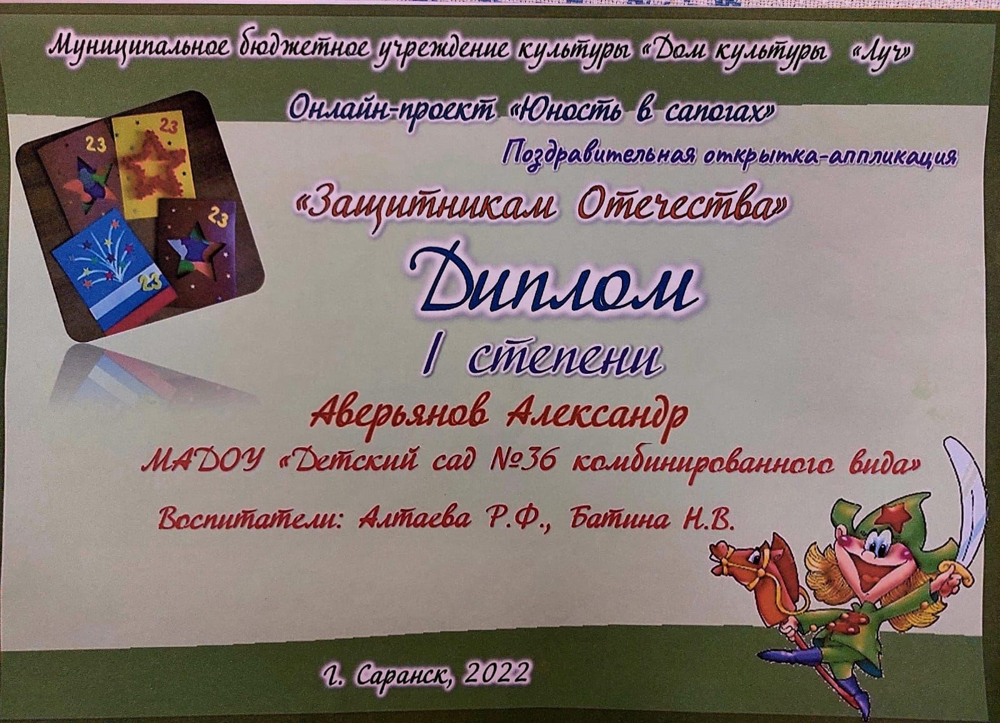 Муниципальное бюджетное учреждение культуры «Дом культуры «Луч»
Онлайн-проект «Юность в сапогах»
Поздравительная открытка-аппликация
«Защитникам Отечества»
Диплом
I степени
Аверьянов Александр
МАДОУ «Детский сад №36 комбинированного вида»
Воспитатели: Алтаева Р.Ф., Батина Н.В.
Г. Саранск, 2022
23
23
23
23